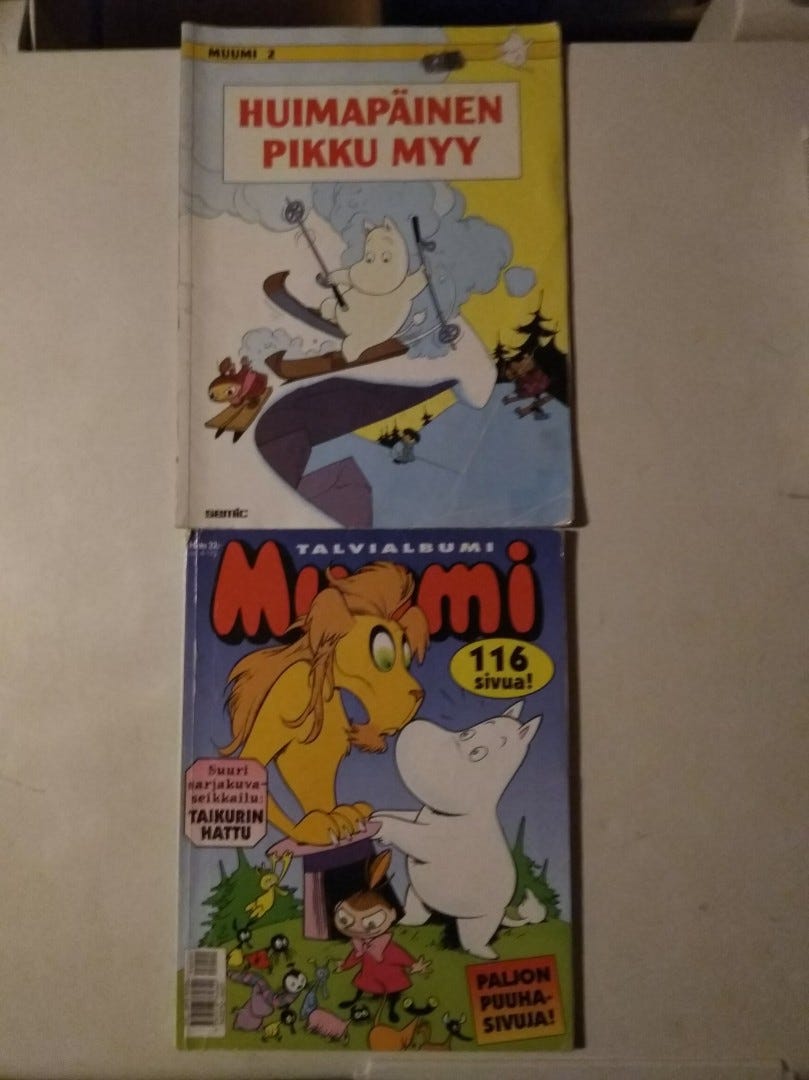 MUUMI 2
HUIMAPÄINEN
PIKKU MYY
semic
TALVIALBUMI
Muumi
116
sivua!
Suuri
sarjakuva-
seikkailu:
TAIKURIN
HATTU
PALJON
PUUHA-
SIVUJA!